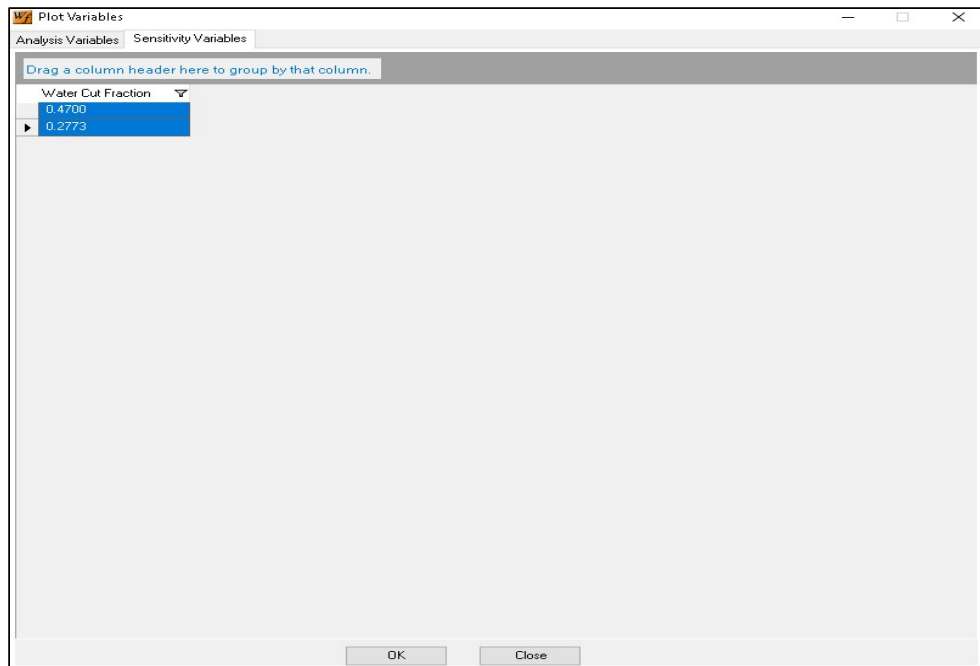 Wf Plot Variables
Analysis Variables Sensitivity Variables
Drag a column header here to group by that column.
Water Cut Fraction
0.4700
0.2773
OK Close